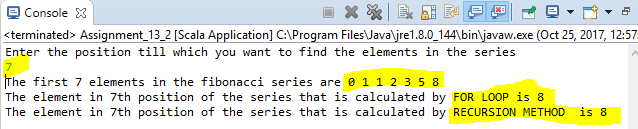 Console
<terminated> Assignment_13_2 [Scala Application] C:\Program Files\Java\jre1.8.0_144\bin\javaw.exe (Oct 25, 2017, 12:57:
Enter the position till which you want to find the elements in the series
7
The first 7 elements in the fibonacci series are 0 1 1 2 3 5 8
The element in 7th position of the series that is calculated by FOR LOOP is 8
The element in 7th position of the series that is calculated by RECURSION METHOD  is 8